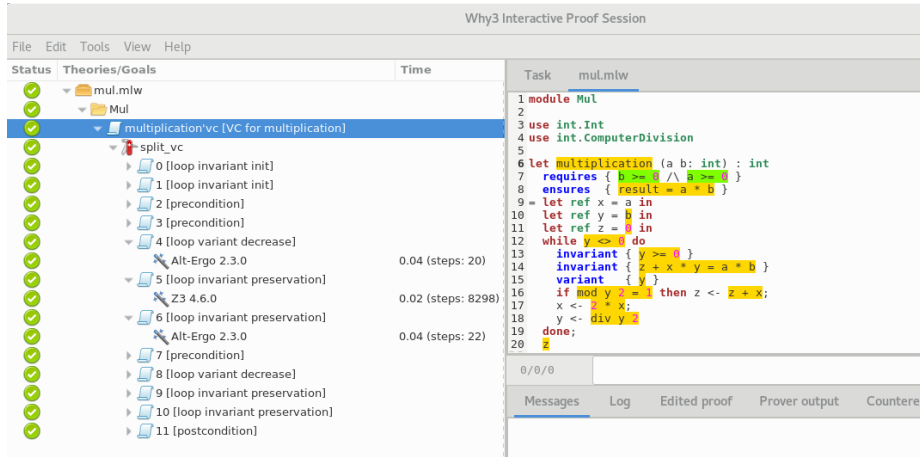 Why3 Interactive Proof Session
File Edit Tools View Help
Status Theories/Goals Time
mul.mlw
Mul
multiplication'vc [VC for multiplication]
split_vc
0 [loop invariant init]
1 [loop invariant init]
2 [precondition]
3 [precondition]
4 [loop variant decrease]
Alt-Ergo 2.3.0 0.04 (steps: 20)
5 [loop invariant preservation]
Z3 4.6.0 0.02 (steps: 8298)
6 [loop invariant preservation]
Alt-Ergo 2.3.0 0.04 (steps: 22)
7 [precondition]
8 [loop variant decrease]
9 [loop invariant preservation]
10 [loop invariant preservation]
11 [postcondition]
Task mul.mlw
1 module Mul
2
3 use int.Int
4 use int.ComputerDivision
5
6 let multiplication (a b: int) : int
7 requires { b >= 0 /\ a >= 0 }
8 ensures { result = a * b }
9 = let ref x = a in
10 let ref y = b in
11 let ref z = 0 in
12 while y <> 0 do
13 invariant { y >= 0 }
14 invariant { z + x * y = a * b }
15 variant { y }
16 if mod y 2 = 1 then z <- z + x;
17 x <- 2 * x;
18 y <- div y 2
19 done;
20 z
0/0/0
Messages Log Edited proof Prover output Countere